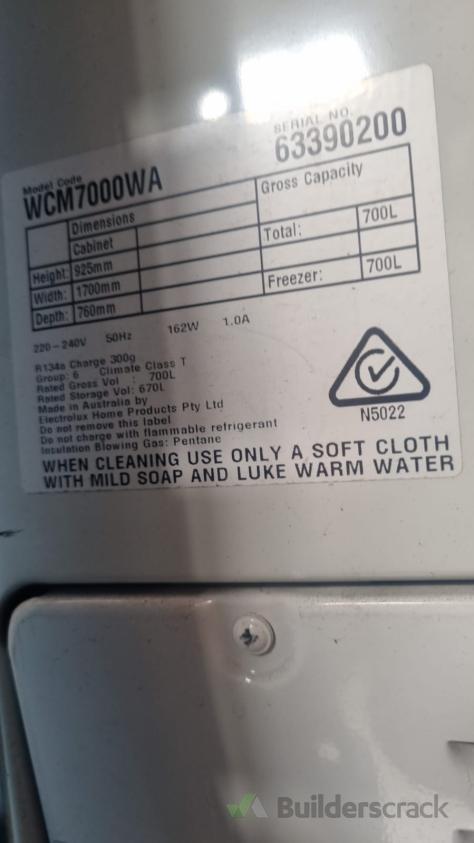 SERIAL NO.
63390200
Model Code
WCM7000WA
Dimensions
Gross Capacity
Cabinet
Height: 925mm
Total: 700L
Width: 1700mm
Depth: 760mm
Freezer: 700L
220-240V 50Hz 162W 1.0A
R134a Charge 300g
Group: 6 Climate Class T
Rated Gross Vol : 700L
Rated Storage Vol: 670L
Made in Australia by
Electrolux Home Products Pty Ltd
Do not remove this label
Do not charge with flammable refrigerant
Insulation Blowing Gas: Pentane
N5022
WHEN CLEANING USE ONLY A SOFT CLOTH
WITH MILD SOAP AND LUKE WARM WATER
Builderscrack